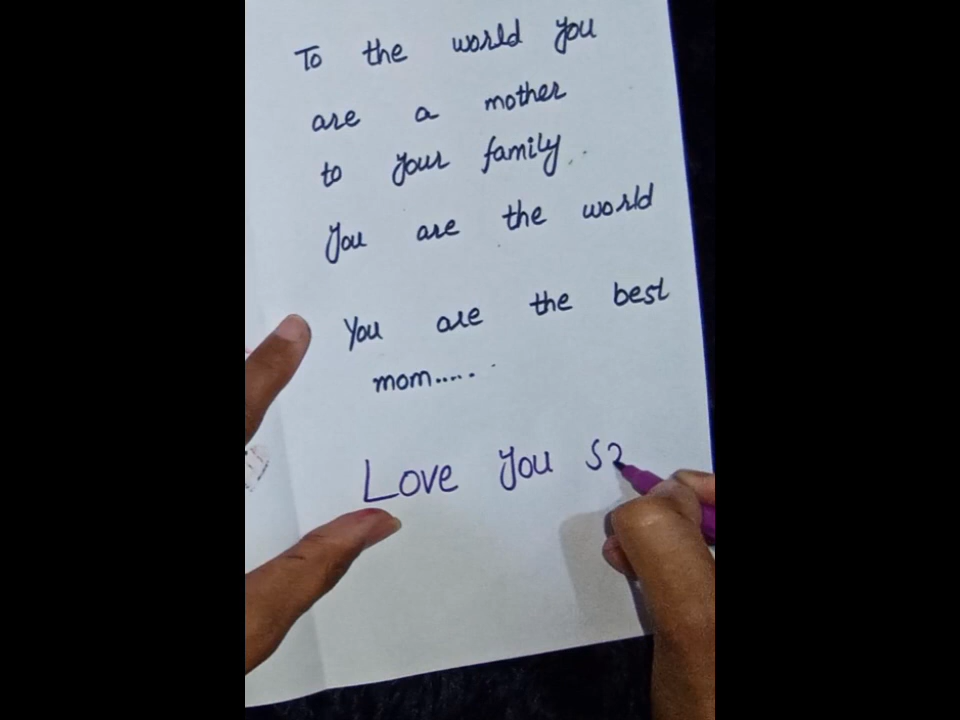 To the world you
are a mother
to your family
You are the world
You are the best
mom.....
Love you